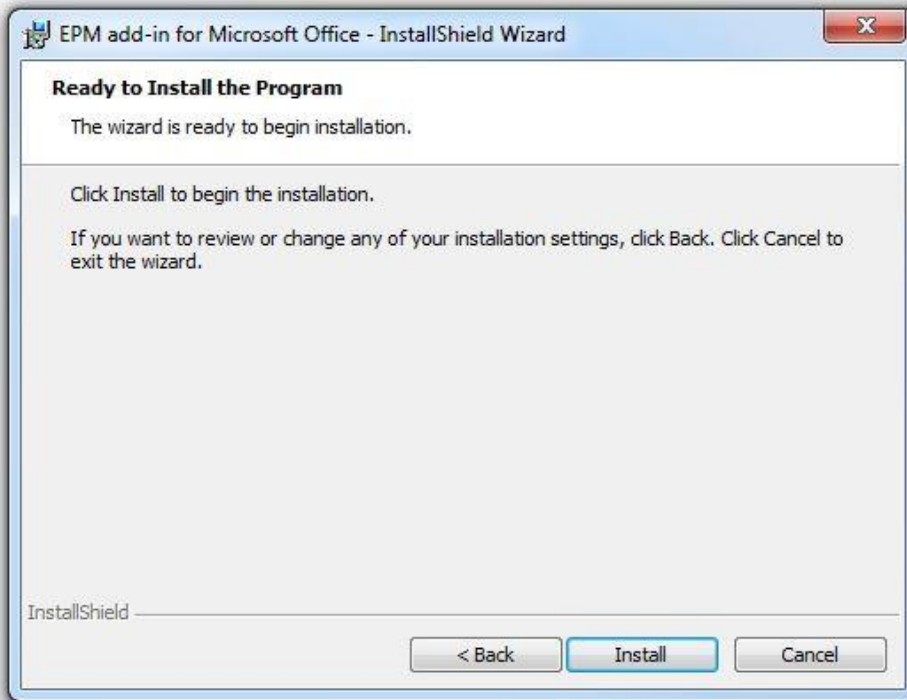 EPM add-in for Microsoft Office - InstallShield Wizard
Ready to Install the Program
The wizard is ready to begin installation.
Click Install to begin the installation.
If you want to review or change any of your installation settings, click Back. Click Cancel to
exit the wizard.
InstallShield
< Back
Install
Cancel